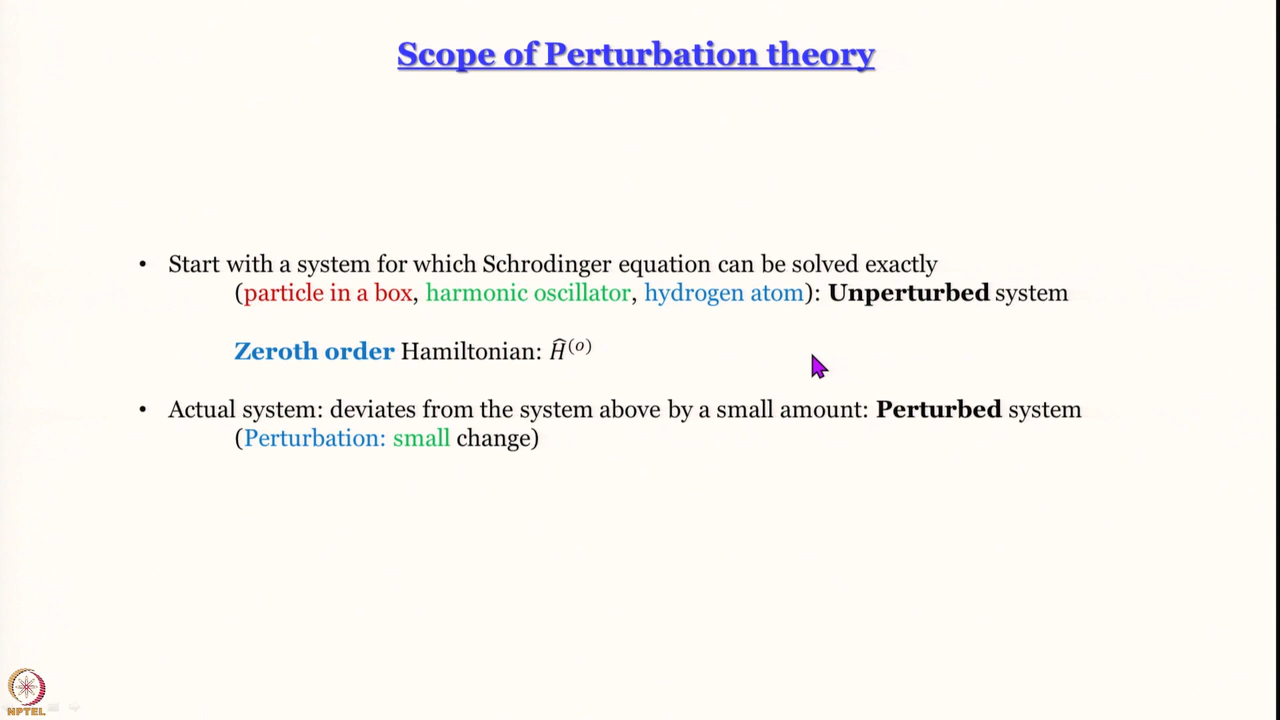 Scope of Perturbation theory
• Start with a system for which Schrodinger equation can be solved exactly
(particle in a box, harmonic oscillator, hydrogen atom): Unperturbed system
Zeroth order Hamiltonian: Ĥ⁽ᵒ⁾
• Actual system: deviates from the system above by a small amount: Perturbed system
(Perturbation: small change)
NPTEL